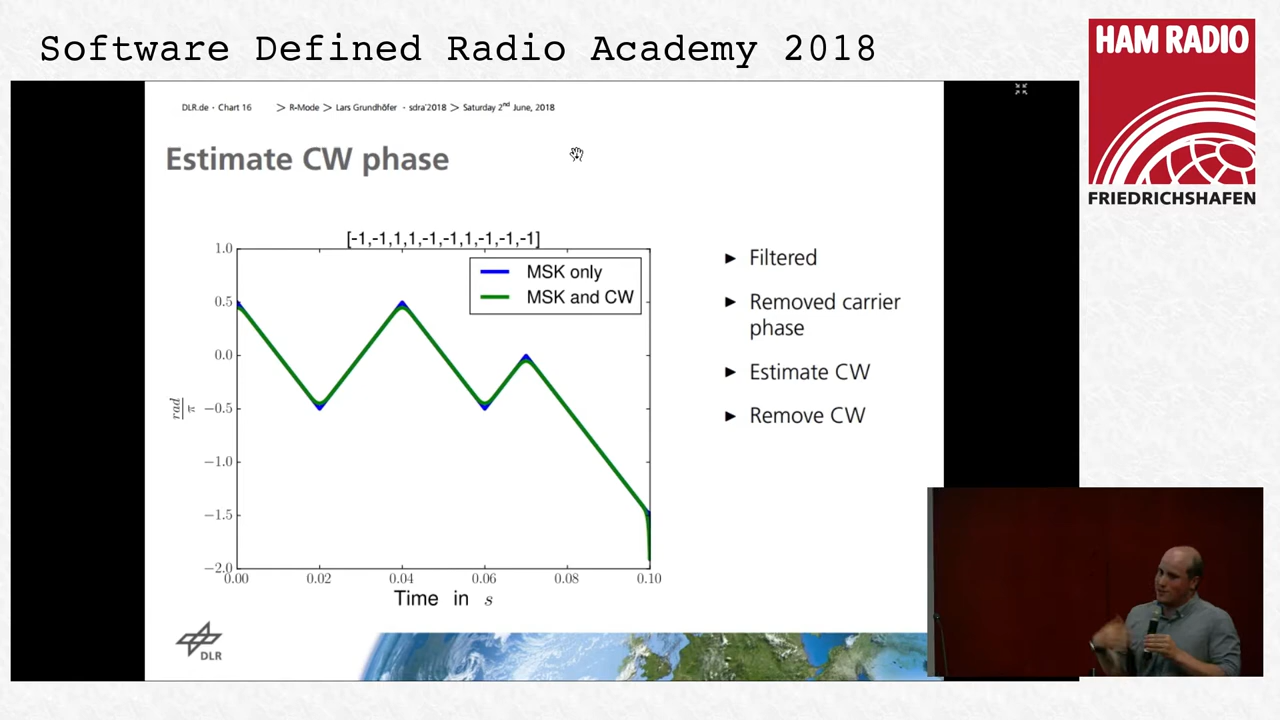 Software Defined Radio Academy 2018
HAM RADIO
FRIEDRICHSHAFEN
DLR.de • Chart 16 > R-Mode > Lars Grundhöfer · sdra'2018 > Saturday 2nd June, 2018
Estimate CW phase
[-1,-1,1,1,-1,-1,1,-1,-1,-1]
MSK only
MSK and CW
1.0
0.5
0.0
−0.5
−1.0
−1.5
−2.0
rad
π
0.00 0.02 0.04 0.06 0.08 0.10
Time in s
► Filtered
► Removed carrier
phase
► Estimate CW
► Remove CW
DLR